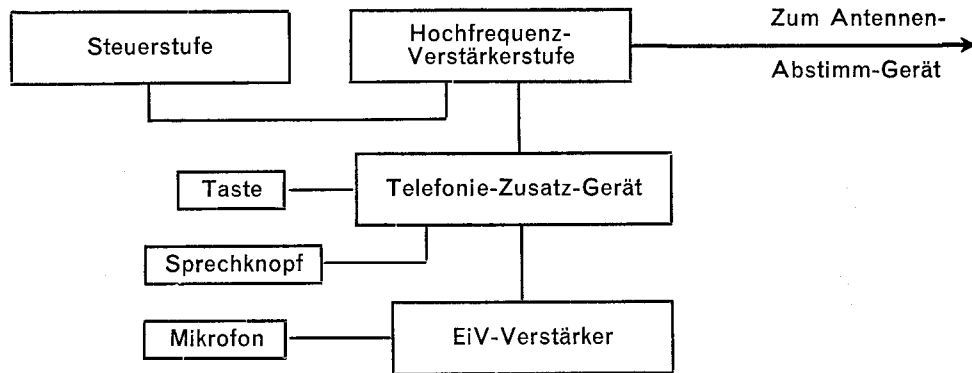 Steuerstufe
Hochfrequenz-
Verstärkerstufe
Zum Antennen-
Abstimm-Gerät
Taste
Telefonie-Zusatz-Gerät
Sprechknopf
Mikrofon
EiV-Verstärker